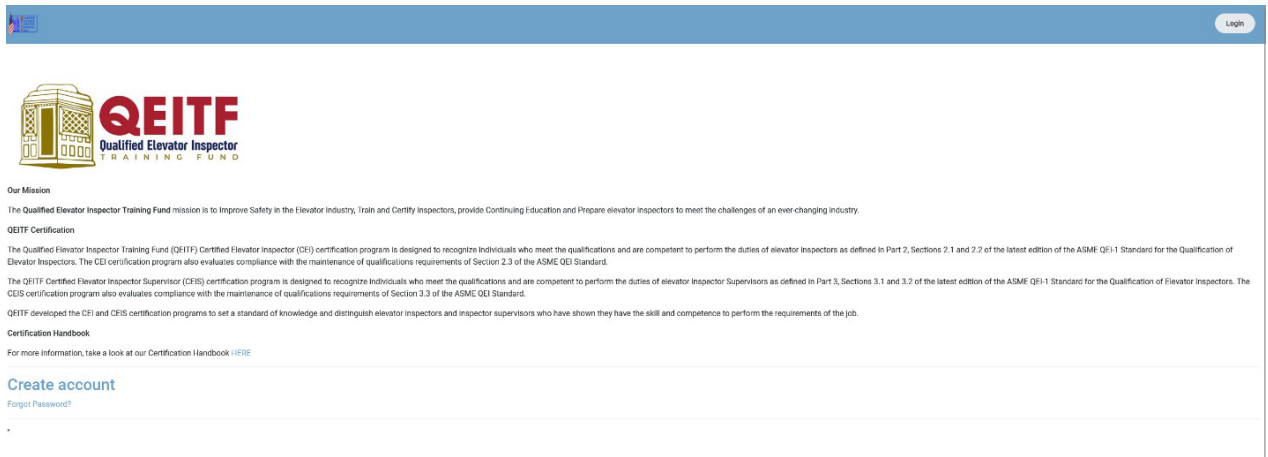 Login
QEITF
Qualified Elevator Inspector
TRAINING FUND
Our Mission
The Qualified Elevator Inspector Training Fund mission is to Improve Safety in the Elevator Industry, Train and Certify Inspectors, provide Continuing Education and Prepare elevator inspectors to meet the challenges of an ever-changing industry.
QEITF Certification
The Qualified Elevator Inspector Training Fund (QEITF) Certified Elevator Inspector (CEI) certification program is designed to recognize individuals who meet the qualifications and are competent to perform the duties of elevator inspectors as defined in Part 2, Sections 2.1 and 2.2 of the latest edition of the ASME QEI-1 Standard for the Qualification of
Elevator Inspectors. The CEI certification program also evaluates compliance with the maintenance of qualifications requirements of Section 2.3 of the ASME QEI Standard.
The QEITF Certified Elevator Inspector Supervisor (CEIS) certification program is designed to recognize individuals who meet the qualifications and are competent to perform the duties of elevator Inspector Supervisors as defined in Part 3, Sections 3.1 and 3.2 of the latest edition of the ASME QEI-1 Standard for the Qualification of Elevator Inspectors. The
CEIS certification program also evaluates compliance with the maintenance of qualifications requirements of Section 3.3 of the ASME QEI Standard.
QEITF developed the CEI and CEIS certification programs to set a standard of knowledge and distinguish elevator inspectors and inspector supervisors who have shown they have the skill and competence to perform the requirements of the job.
Certification Handbook
For more information, take a look at our Certification Handbook HERE
Create account
Forgot Password?